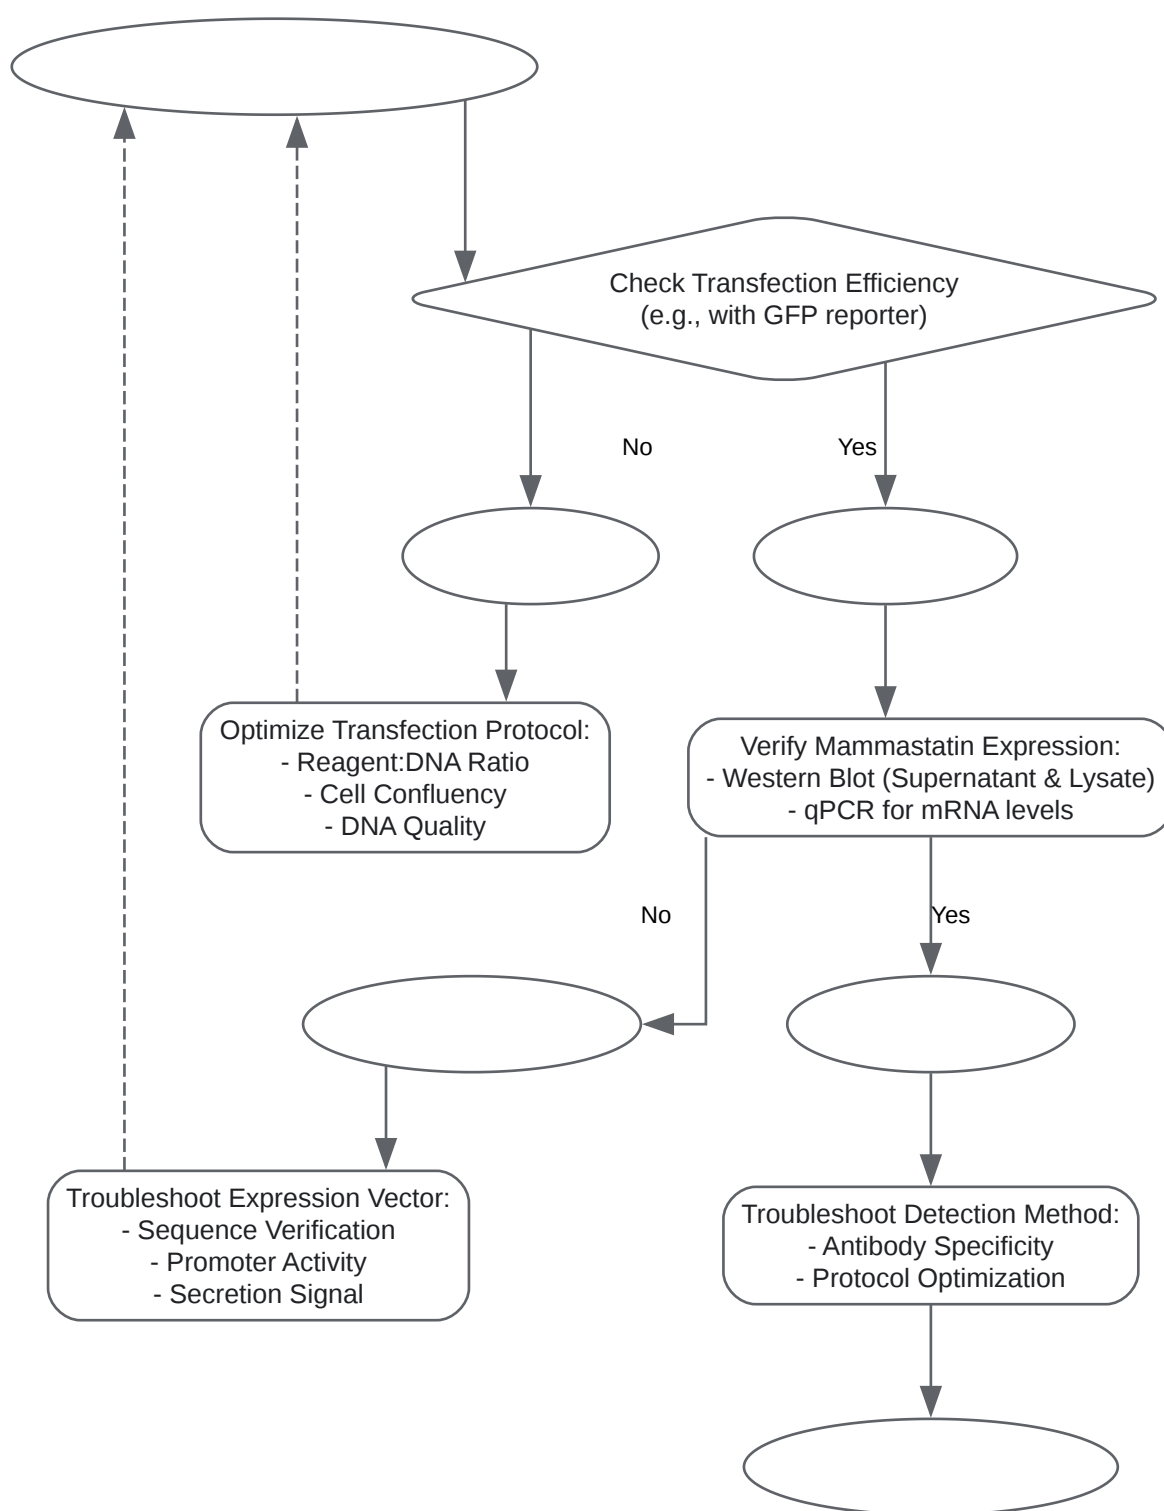 Check Transfection Efficiency
(e.g., with GFP reporter)
No
Yes
Optimize Transfection Protocol:
- Reagent:DNA Ratio
- Cell Confluency
- DNA Quality
Verify Mammastatin Expression:
- Western Blot (Supernatant & Lysate)
- qPCR for mRNA levels
No
Yes
Troubleshoot Expression Vector:
- Sequence Verification
- Promoter Activity
- Secretion Signal
Troubleshoot Detection Method:
- Antibody Specificity
- Protocol Optimization